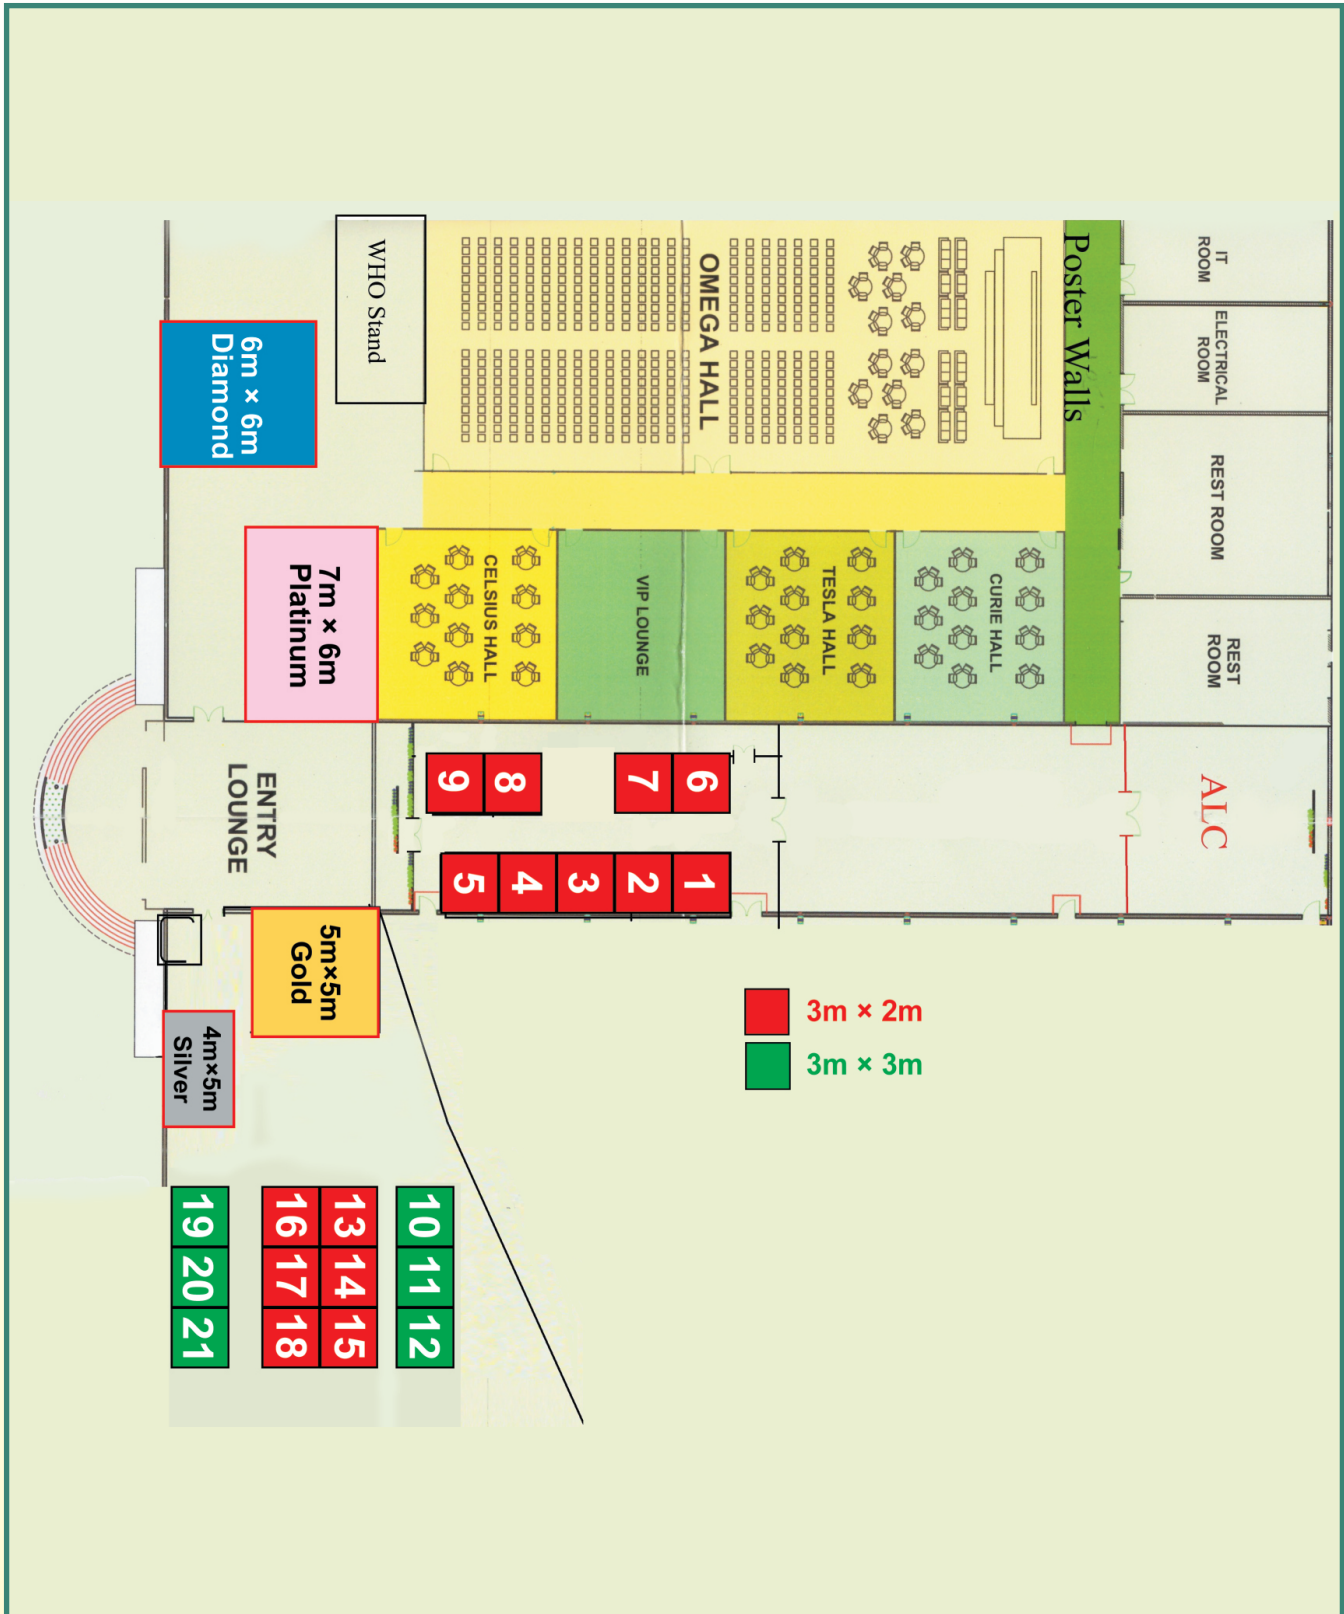 IT
ROOM
ELECTRICAL
ROOM
REST ROOM
REST
ROOM
ALC
Poster Walls
OMEGA HALL
WHO Stand
6m × 6m
Diamond
7m × 6m
Platinum
CELSIUS HALL
VIP LOUNGE
TESLA HALL
CURIE HALL
ENTRY
LOUNGE
9
8
7
6
5
4
3
2
1
5m×5m
Gold
4m×5m
Silver
3m × 2m
3m × 3m
10
11
12
13
14
15
16
17
18
19
20
21